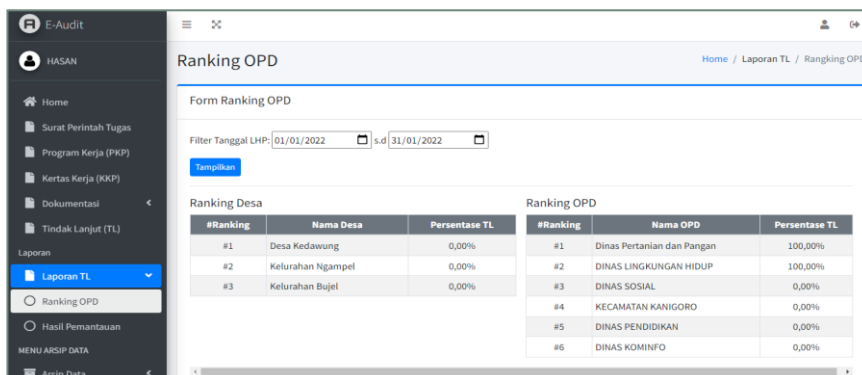 E-Audit
HASAN
Home
Surat Perintah Tugas
Program Kerja (PKP)
Kertas Kerja (KKP)
Dokumentasi
Tindak Lanjut (TL)
Laporan
Laporan TL
Ranking OPD
Hasil Pemantauan
MENU ARSIP DATA
Arsip Data
Ranking OPD
Home / Laporan TL / Rangking OPD
Form Ranking OPD
Filter Tanggal LHP: 01/01/2022 s.d 31/01/2022
Tampilkan
Ranking Desa
#Ranking Nama Desa Persentase TL
#1 Desa Kedawung 0,00%
#2 Kelurahan Ngampel 0,00%
#3 Kelurahan Bujel 0,00%
Ranking OPD
#Ranking Nama OPD Persentase TL
#1 Dinas Pertanian dan Pangan 100,00%
#2 DINAS LINGKUNGAN HIDUP 100,00%
#3 DINAS SOSIAL 0,00%
#4 KECAMATAN KANIGORO 0,00%
#5 DINAS PENDIDIKAN 0,00%
#6 DINAS KOMINFO 0,00%